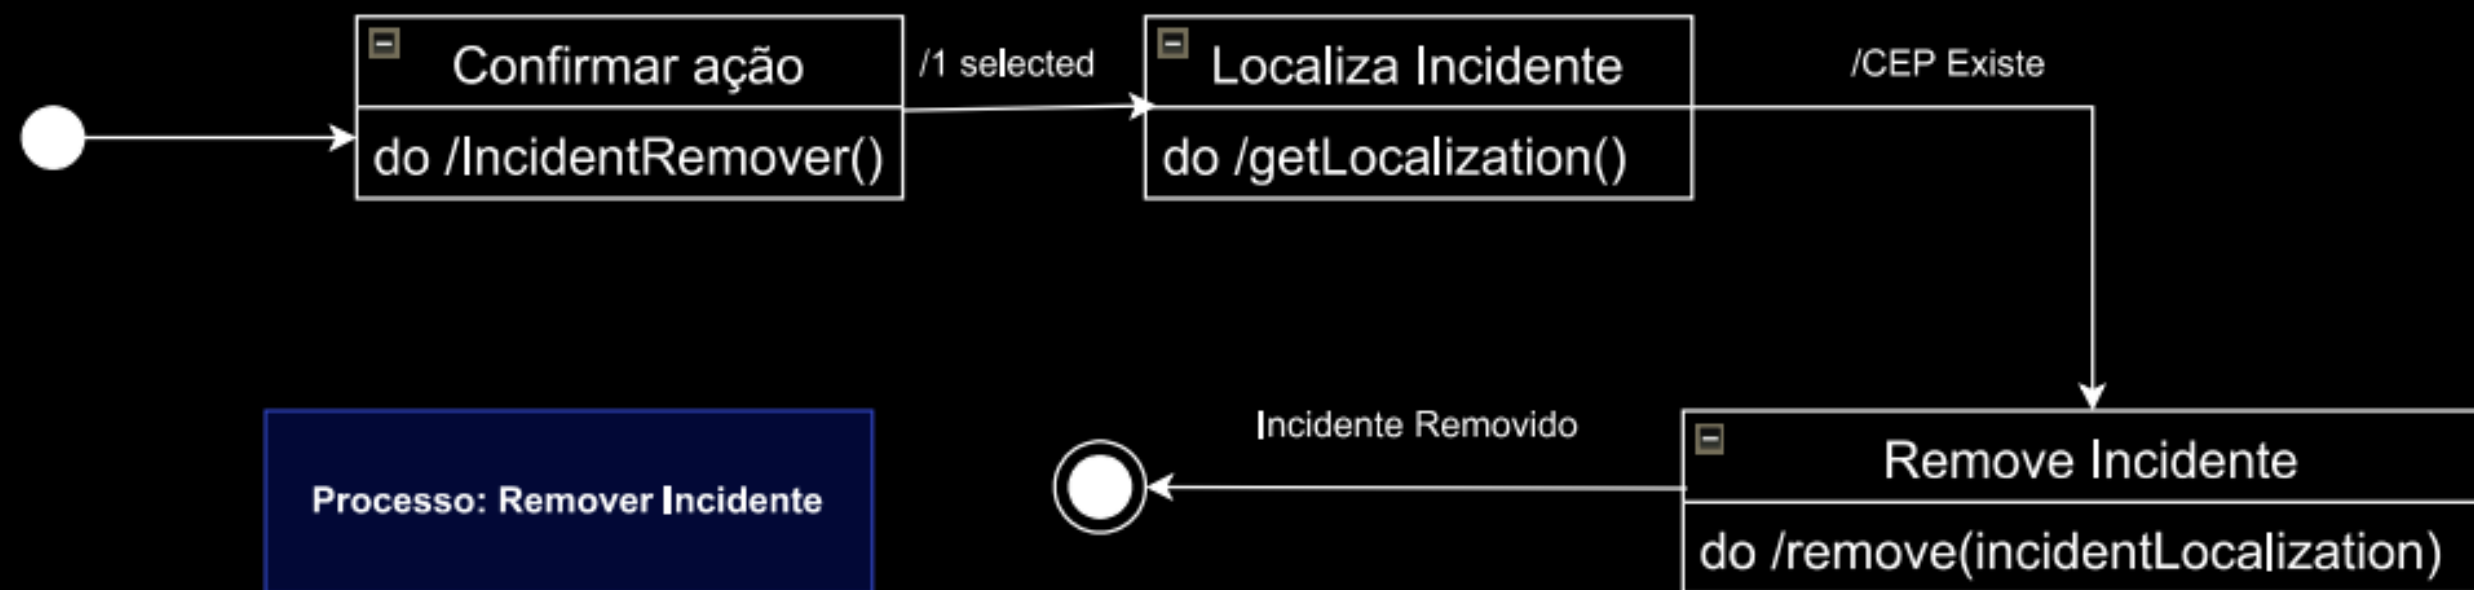 Confirmar ação
do /IncidentRemover()
/1 selected
Localiza Incidente
do /getLocalization()
/CEP Existe
Remove Incidente
do /remove(incidentLocalization)
Incidente Removido
Processo: Remover Incidente